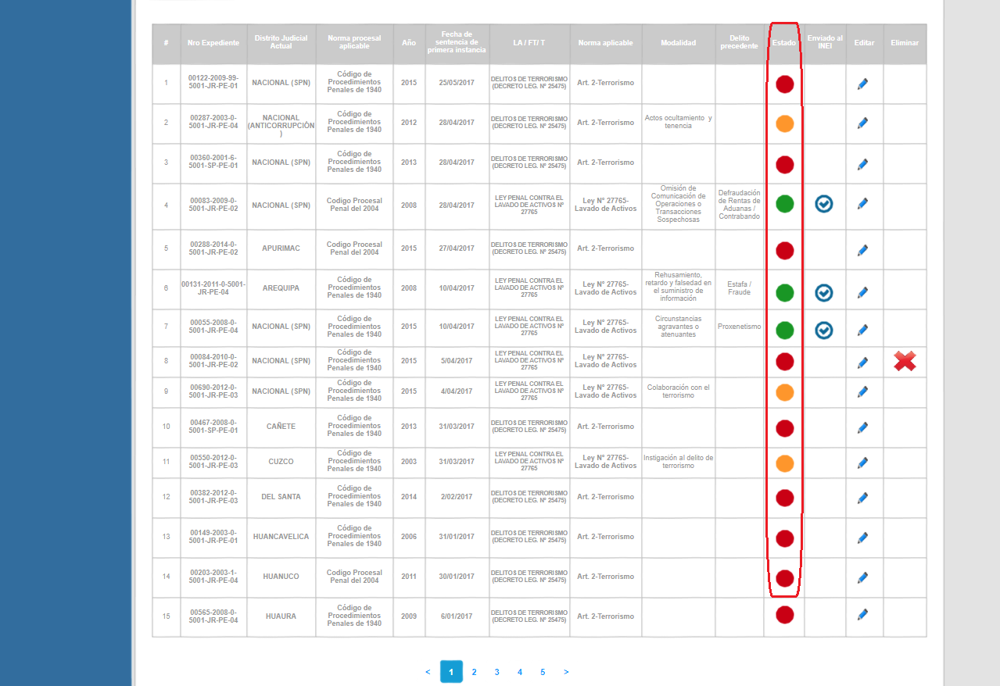 # Nro Expediente Distrito Judicial Actual Norma procesal aplicable Año Fecha de sentencia de primera instancia LA / FT/ T Norma aplicable Modalidad Delito precedente Estado Enviado al INEI Editar Eliminar
1 00122-2009-99-5001-JR-PE-01 NACIONAL (SPN) Código de Procedimientos Penales de 1940 2015 25/05/2017 DELITOS DE TERRORISMO (DECRETO LEG. Nº 25475) Art. 2-Terrorismo
2 00287-2003-0-5001-JR-PE-04 NACIONAL (ANTICORRUPCIÓN) Código de Procedimientos Penales de 1940 2012 28/04/2017 DELITOS DE TERRORISMO (DECRETO LEG. Nº 25475) Art. 2-Terrorismo Actos ocultamiento y tenencia
3 00360-2001-6-5001-SP-PE-01 NACIONAL (SPN) Código de Procedimientos Penales de 1940 2013 28/04/2017 DELITOS DE TERRORISMO (DECRETO LEG. Nº 25475) Art. 2-Terrorismo
4 00083-2009-0-5001-JR-PE-02 NACIONAL (SPN) Codigo Procesal Penal del 2004 2008 28/04/2017 LEY PENAL CONTRA EL LAVADO DE ACTIVOS Nº 27765 Ley N° 27765-Lavado de Activos Omisión de Comunicación de Operaciones o Transacciones Sospechosas Defraudación de Rentas de Aduanas / Contrabando
5 00288-2014-0-5001-JR-PE-02 APURIMAC Codigo Procesal Penal del 2004 2015 27/04/2017 DELITOS DE TERRORISMO (DECRETO LEG. Nº 25475) Art. 2-Terrorismo
6 00131-2011-0-5001-JR-PE-04 AREQUIPA Código de Procedimientos Penales de 1940 2008 10/04/2017 LEY PENAL CONTRA EL LAVADO DE ACTIVOS Nº 27765 Ley N° 27765-Lavado de Activos Rehusamiento, retardo y falsedad en el suministro de información Estafa / Fraude
7 00055-2008-0-5001-JR-PE-04 NACIONAL (SPN) Código de Procedimientos Penales de 1940 2015 10/04/2017 LEY PENAL CONTRA EL LAVADO DE ACTIVOS Nº 27765 Ley N° 27765-Lavado de Activos Circunstancias agravantes o atenuantes Proxenetismo
8 00084-2010-0-5001-JR-PE-02 NACIONAL (SPN) Código de Procedimientos Penales de 1940 2015 5/04/2017 LEY PENAL CONTRA EL LAVADO DE ACTIVOS Nº 27765 Ley N° 27765-Lavado de Activos
9 00690-2012-0-5001-JR-PE-03 NACIONAL (SPN) Código de Procedimientos Penales de 1940 2015 4/04/2017 LEY PENAL CONTRA EL LAVADO DE ACTIVOS Nº 27765 Ley N° 27765-Lavado de Activos Colaboración con el terrorismo
10 00467-2008-0-5001-SP-PE-01 CAÑETE Código de Procedimientos Penales de 1940 2013 31/03/2017 DELITOS DE TERRORISMO (DECRETO LEG. Nº 25475) Art. 2-Terrorismo
11 00550-2012-0-5001-JR-PE-03 CUZCO Código de Procedimientos Penales de 1940 2003 31/03/2017 LEY PENAL CONTRA EL LAVADO DE ACTIVOS Nº 27765 Ley N° 27765-Lavado de Activos Instigación al delito de terrorismo
12 00382-2012-0-5001-JR-PE-03 DEL SANTA Código de Procedimientos Penales de 1940 2014 2/02/2017 DELITOS DE TERRORISMO (DECRETO LEG. Nº 25475) Art. 2-Terrorismo
13 00149-2003-0-5001-JR-PE-01 HUANCAVELICA Código de Procedimientos Penales de 1940 2006 31/01/2017 DELITOS DE TERRORISMO (DECRETO LEG. Nº 25475) Art. 2-Terrorismo
14 00203-2003-1-5001-JR-PE-04 HUANUCO Codigo Procesal Penal del 2004 2011 30/01/2017 DELITOS DE TERRORISMO (DECRETO LEG. Nº 25475) Art. 2-Terrorismo
15 00565-2008-0-5001-JR-PE-04 HUAURA Código de Procedimientos Penales de 1940 2009 6/01/2017 DELITOS DE TERRORISMO (DECRETO LEG. Nº 25475) Art. 2-Terrorismo
< 1 2 3 4 5 >